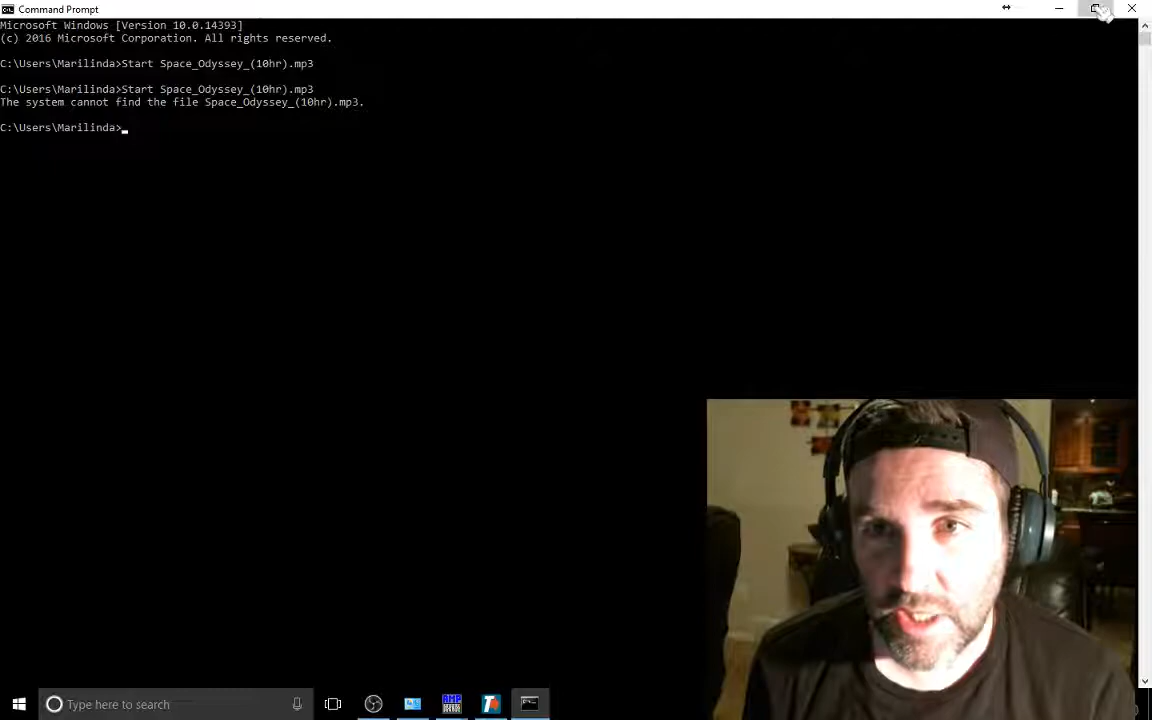 Command Prompt
Microsoft Windows [Version 10.0.14393]
(c) 2016 Microsoft Corporation. All rights reserved.
C:\Users\Marilinda>Start Space_Odyssey_(10hr).mp3
C:\Users\Marilinda>Start Space_Odyssey_(10hr).mp3
The system cannot find the file Space_Odyssey_(10hr).mp3.
C:\Users\Marilinda>
Type here to search